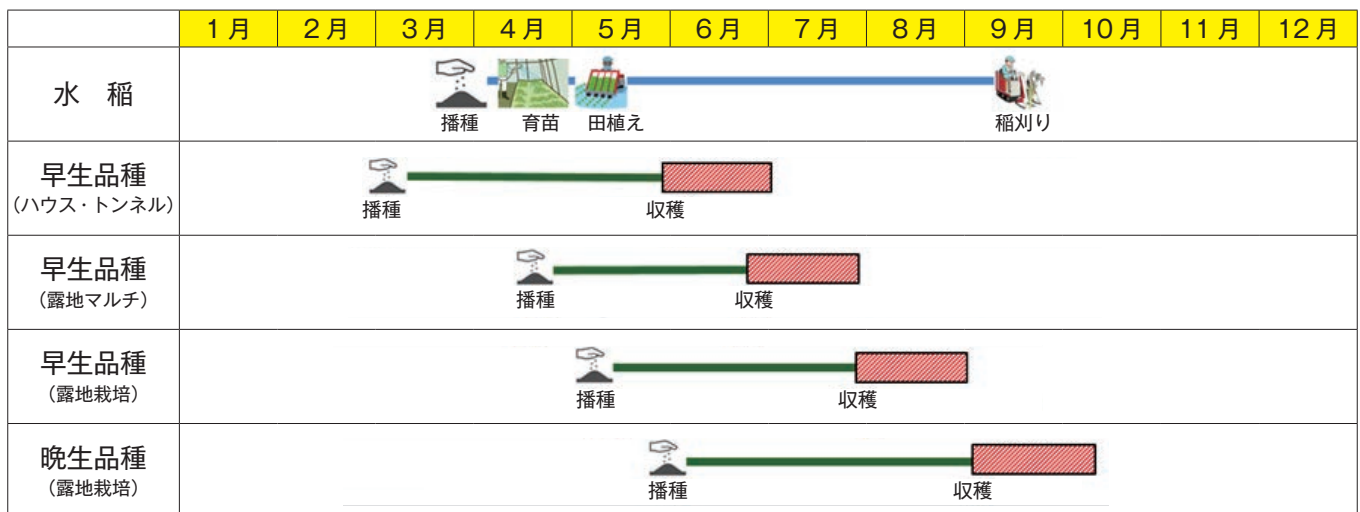 1月 2月 3月 4月 5月 6月 7月 8月 9月 10月 11月 12月
水 稲
播種 育苗 田植え 稲刈り
早生品種
(ハウス・トンネル)
播種 収穫
早生品種
(露地マルチ)
播種 収穫
早生品種
(露地栽培)
播種 収穫
晩生品種
(露地栽培)
播種 収穫